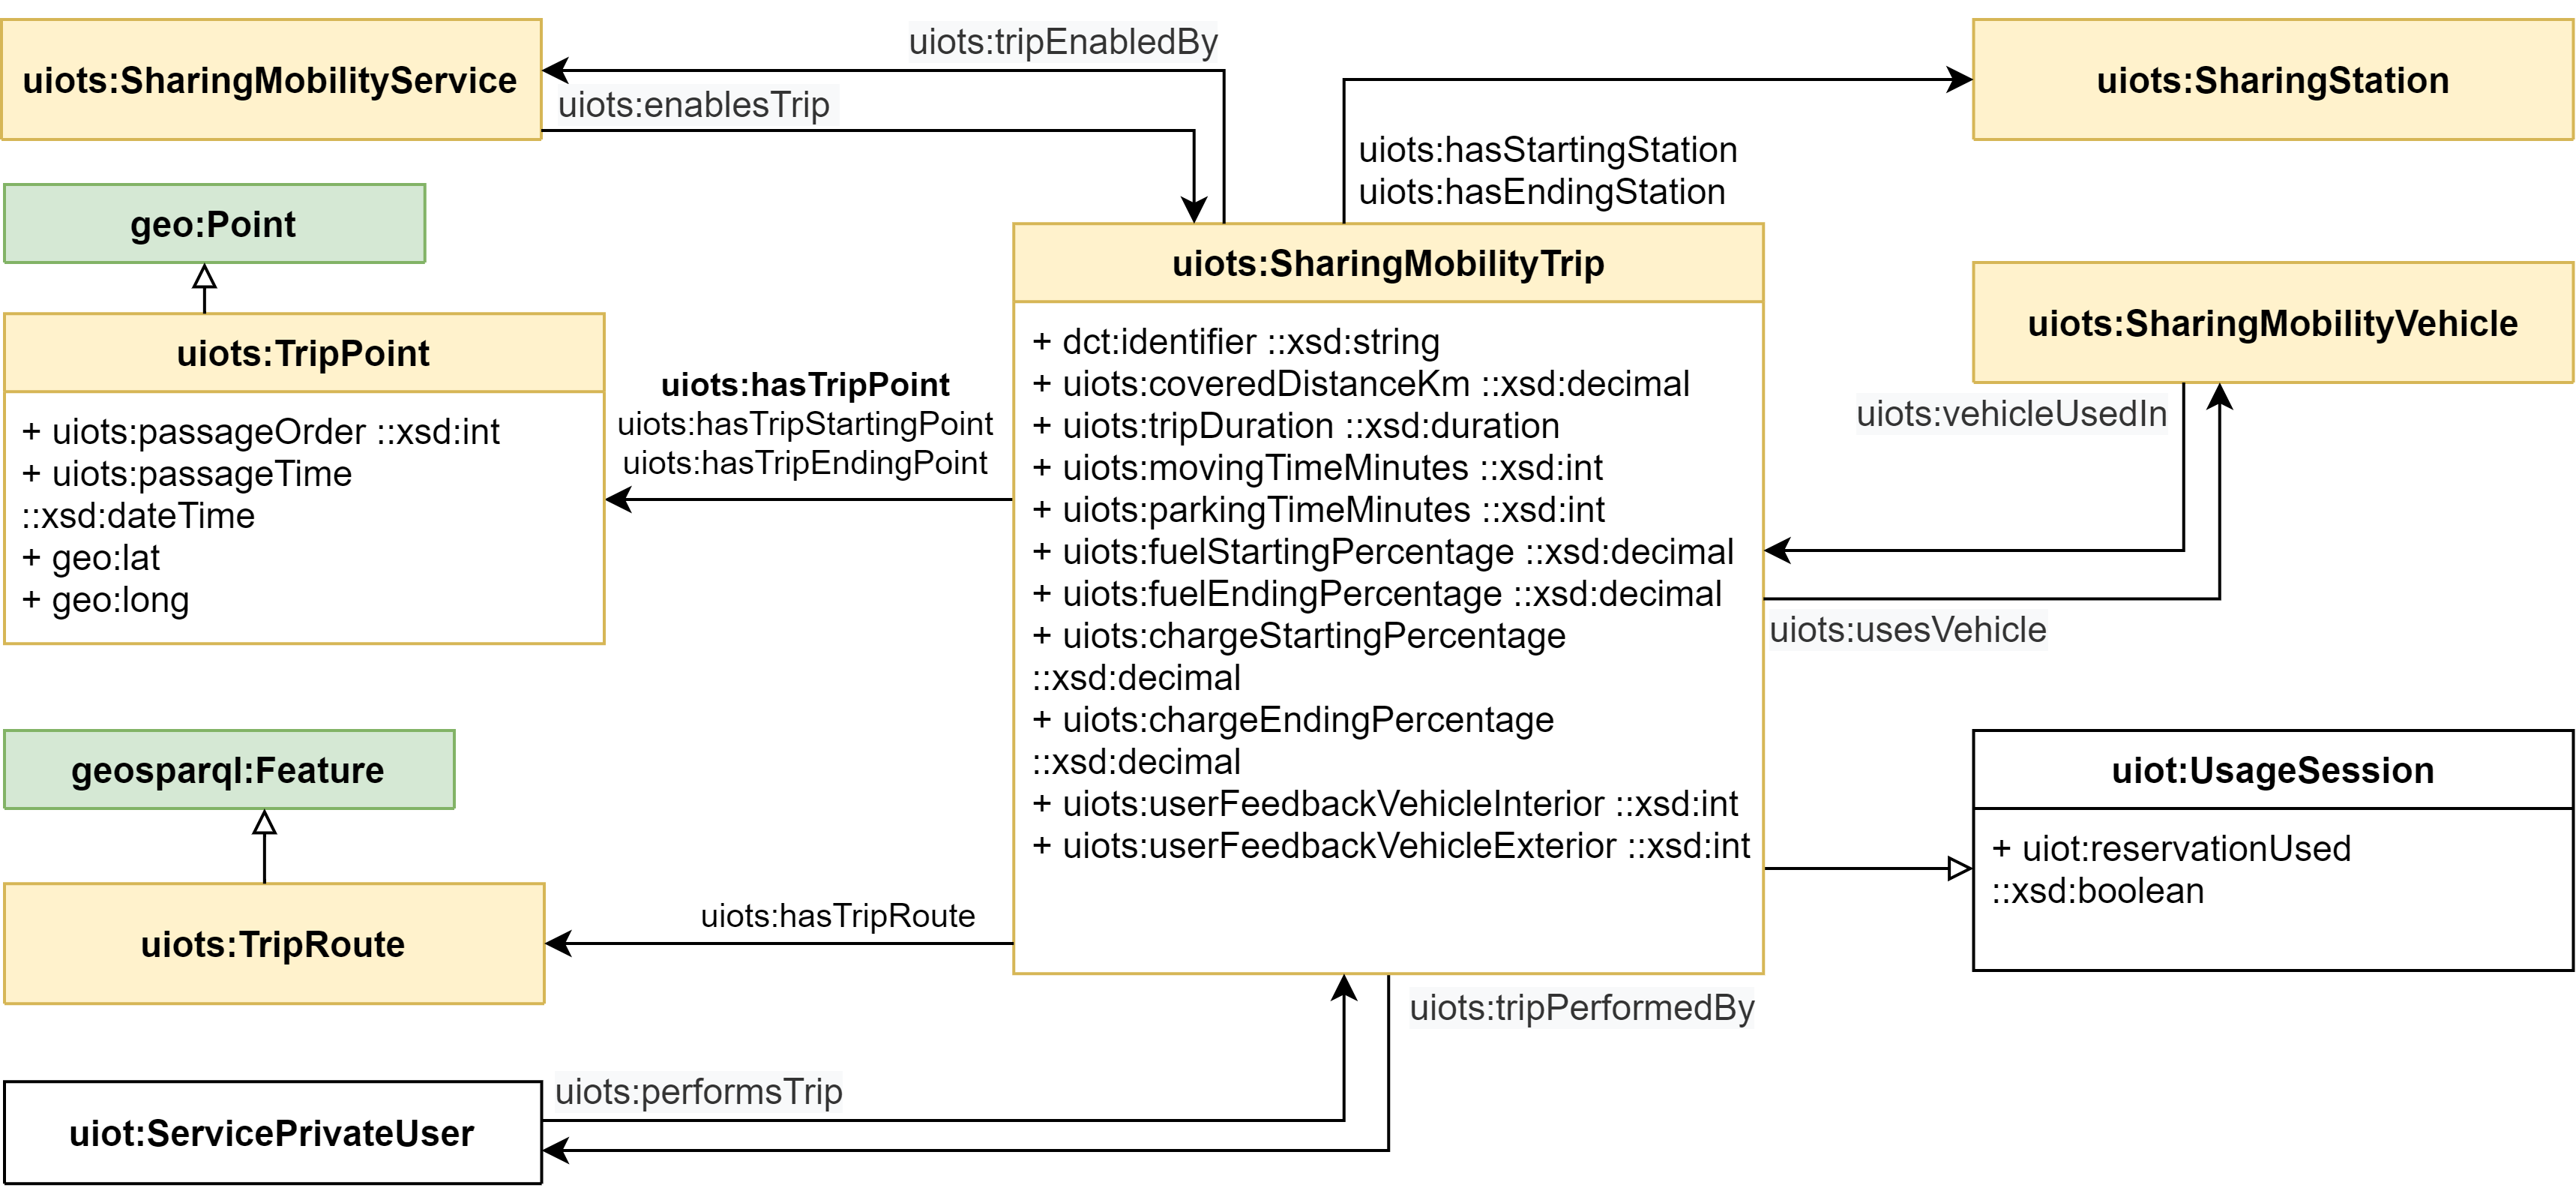 uiots:SharingMobilityService
uiots:tripEnabledBy
uiots:enablesTrip
uiots:SharingStation
uiots:hasStartingStation
uiots:hasEndingStation
geo:Point
uiots:TripPoint
+ uiots:passageOrder ::xsd:int
+ uiots:passageTime
::xsd:dateTime
+ geo:lat
+ geo:long
uiots:hasTripPoint
uiots:hasTripStartingPoint
uiots:hasTripEndingPoint
uiots:SharingMobilityTrip
+ dct:identifier ::xsd:string
+ uiots:coveredDistanceKm ::xsd:decimal
+ uiots:tripDuration ::xsd:duration
+ uiots:movingTimeMinutes ::xsd:int
+ uiots:parkingTimeMinutes ::xsd:int
+ uiots:fuelStartingPercentage ::xsd:decimal
+ uiots:fuelEndingPercentage ::xsd:decimal
+ uiots:chargeStartingPercentage
::xsd:decimal
+ uiots:chargeEndingPercentage
::xsd:decimal
+ uiots:userFeedbackVehicleInterior ::xsd:int
+ uiots:userFeedbackVehicleExterior ::xsd:int
uiots:SharingMobilityVehicle
uiots:vehicleUsedIn
uiots:usesVehicle
geosparql:Feature
uiots:TripRoute
uiots:hasTripRoute
uiot:UsageSession
+ uiot:reservationUsed
::xsd:boolean
uiots:tripPerformedBy
uiots:performsTrip
uiot:ServicePrivateUser